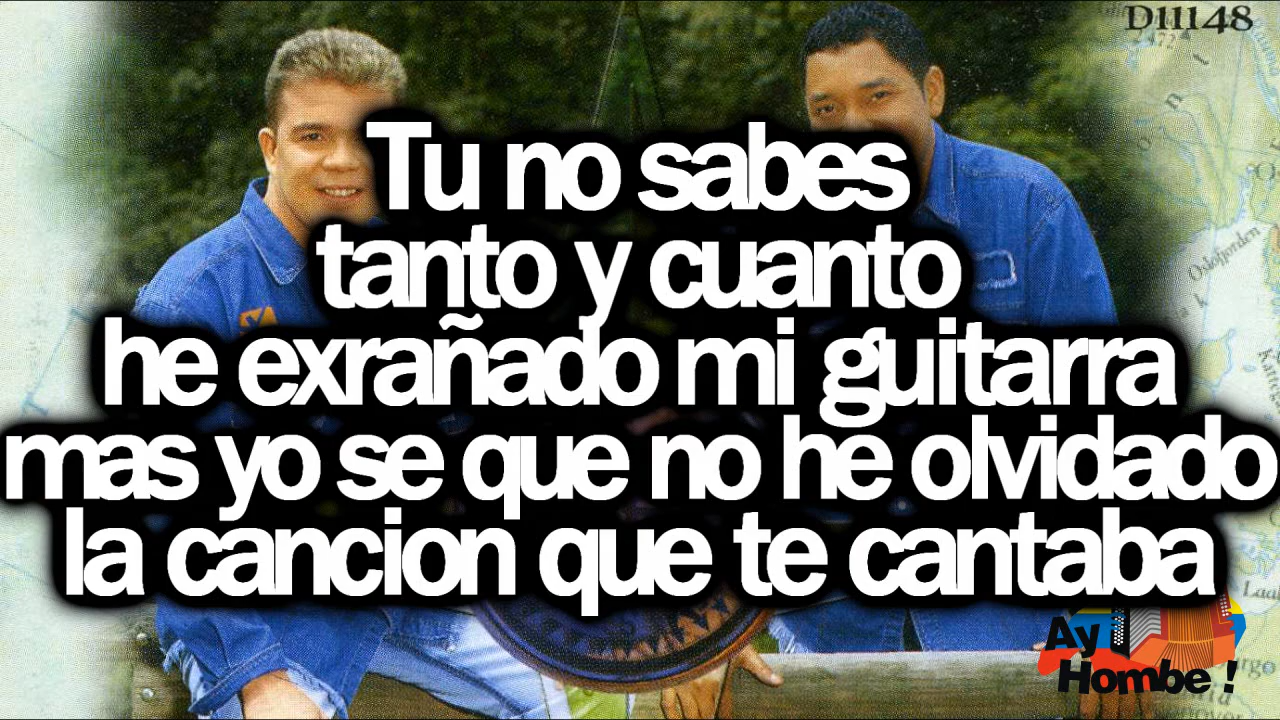 D11148
Tu no sabes
tanto y cuanto
he exrañado mi guitarra
mas yo se que no he olvidado
la cancion que te cantaba
Oslofjorden
Ay
Hombe !